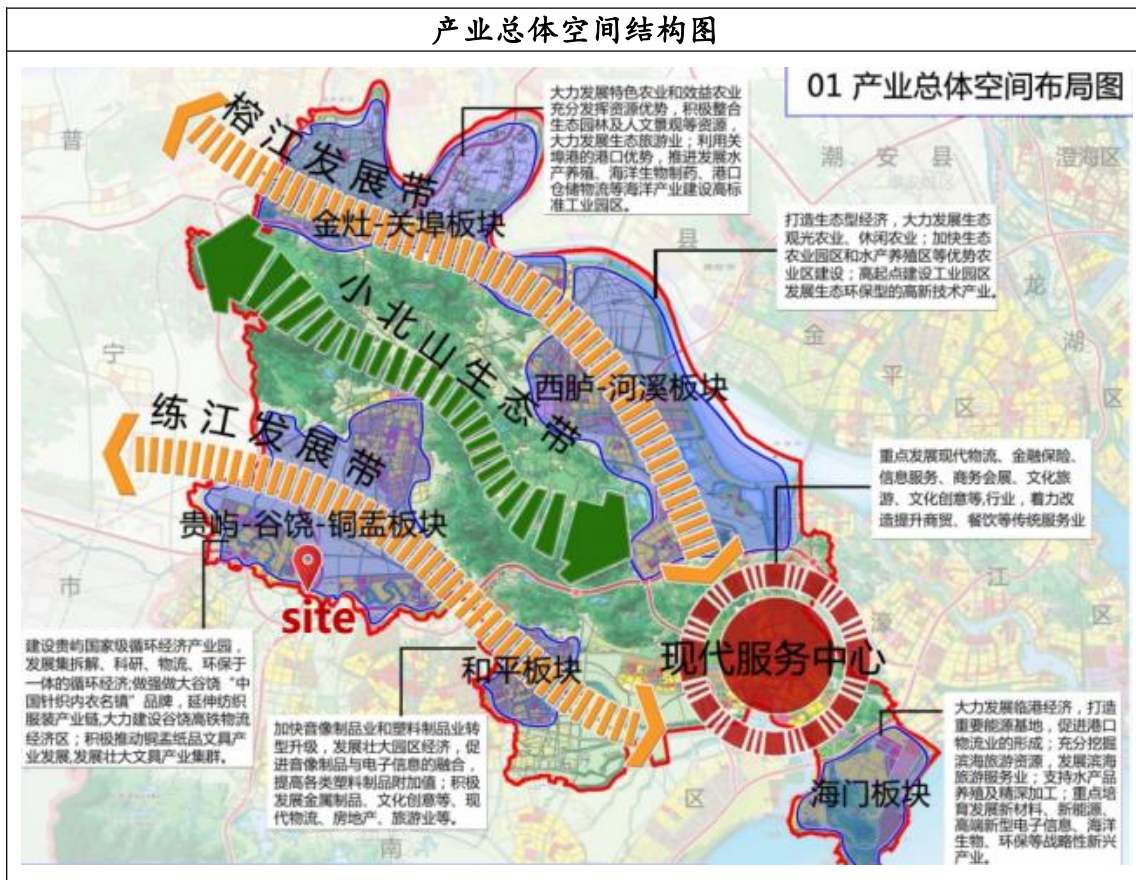 产业总体空间结构图
01 产业总体空间布局图
大力发展特色农业和效益农业
充分发挥资源优势，积极整合
生态园林及人文景观等资源，
大力发展生态旅游业；利用关
埠港的港口优势，推进发展水
产养殖、海洋生物制药、港口
仓储物流等海洋产业建设高标
准工业园区。
榕江发展带
普
潮安县
澄海区
金灶-关埠板块
打造生态型经济，大力发展生态
观光农业、休闲农业；加快生态
农业园区和水产养殖区等优势农
业区建设；高起点建设工业园区
发展生态环保型的高新技术产业。
县
小北山生态带
龙
湖
区
宁
金
平
区
西胪-河溪板块
练江发展带
重点发展现代物流、金融保险、
信息服务、商务会展、文化旅
游、文化创意等,行业，着力改
造提升商贸、餐饮等传统服务业
贵屿-谷饶-铜盂板块
市
site
江
濠
区
建设贵屿国家级循环经济产业园，
发展集拆解、科研、物流、环保于
一体的循环经济;做强做大谷饶“中
国针织内衣名镇”品牌，延伸纺织
服装产业链,大力建设谷饶高铁物流
经济区；积极推动铜盂纸品文具产
业发展,发展壮大文具产业集群。
和平板块
现代服务中心
加快音像制品业和塑料制品业转
型升级，发展壮大园区经济，促
进音像制品与电子信息的融合，
提高各类塑料制品附加值；积极
发展金属制品、文化创意等、现
代物流、房地产、旅游业等。
大力发展临港经济，打造
重要能源基地，促进港口
物流业的形成；充分挖掘
滨海旅游资源，发展滨海
旅游服务业；支持水产品
养殖及精深加工；重点培
育发展新材料、新能源、
高端新型电子信息、海洋
生物、环保等战略性新兴
产业。
海门板块
区
南